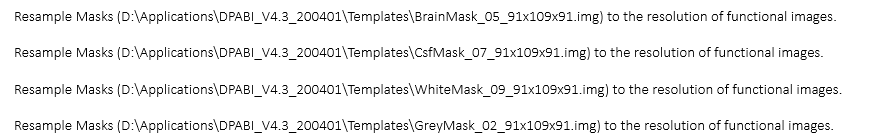 Resample Masks (D:\Applications\DPABI_V4.3_200401\Templates\BrainMask_05_91x109x91.img) to the resolution of functional images.
Resample Masks (D:\Applications\DPABI_V4.3_200401\Templates\CsfMask_07_91x109x91.img) to the resolution of functional images.
Resample Masks (D:\Applications\DPABI_V4.3_200401\Templates\WhiteMask_09_91x109x91.img) to the resolution of functional images.
Resample Masks (D:\Applications\DPABI_V4.3_200401\Templates\GreyMask_02_91x109x91.img) to the resolution of functional images.